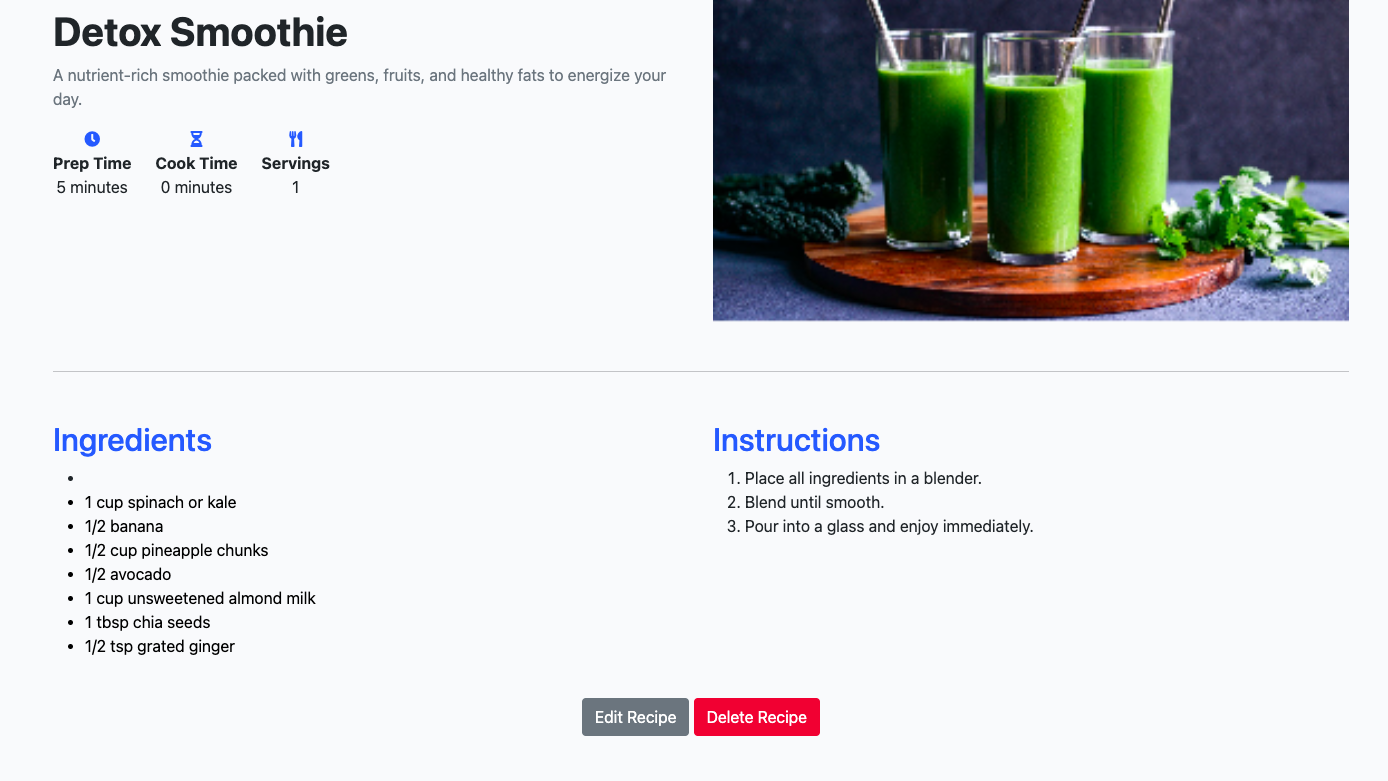 Detox Smoothie
A nutrient-rich smoothie packed with greens, fruits, and healthy fats to energize your
day.
Prep Time Cook Time Servings
5 minutes 0 minutes 1
Ingredients
1 cup spinach or kale
1/2 banana
1/2 cup pineapple chunks
1/2 avocado
1 cup unsweetened almond milk
1 tbsp chia seeds
1/2 tsp grated ginger
Instructions
1. Place all ingredients in a blender.
2. Blend until smooth.
3. Pour into a glass and enjoy immediately.
Edit Recipe Delete Recipe